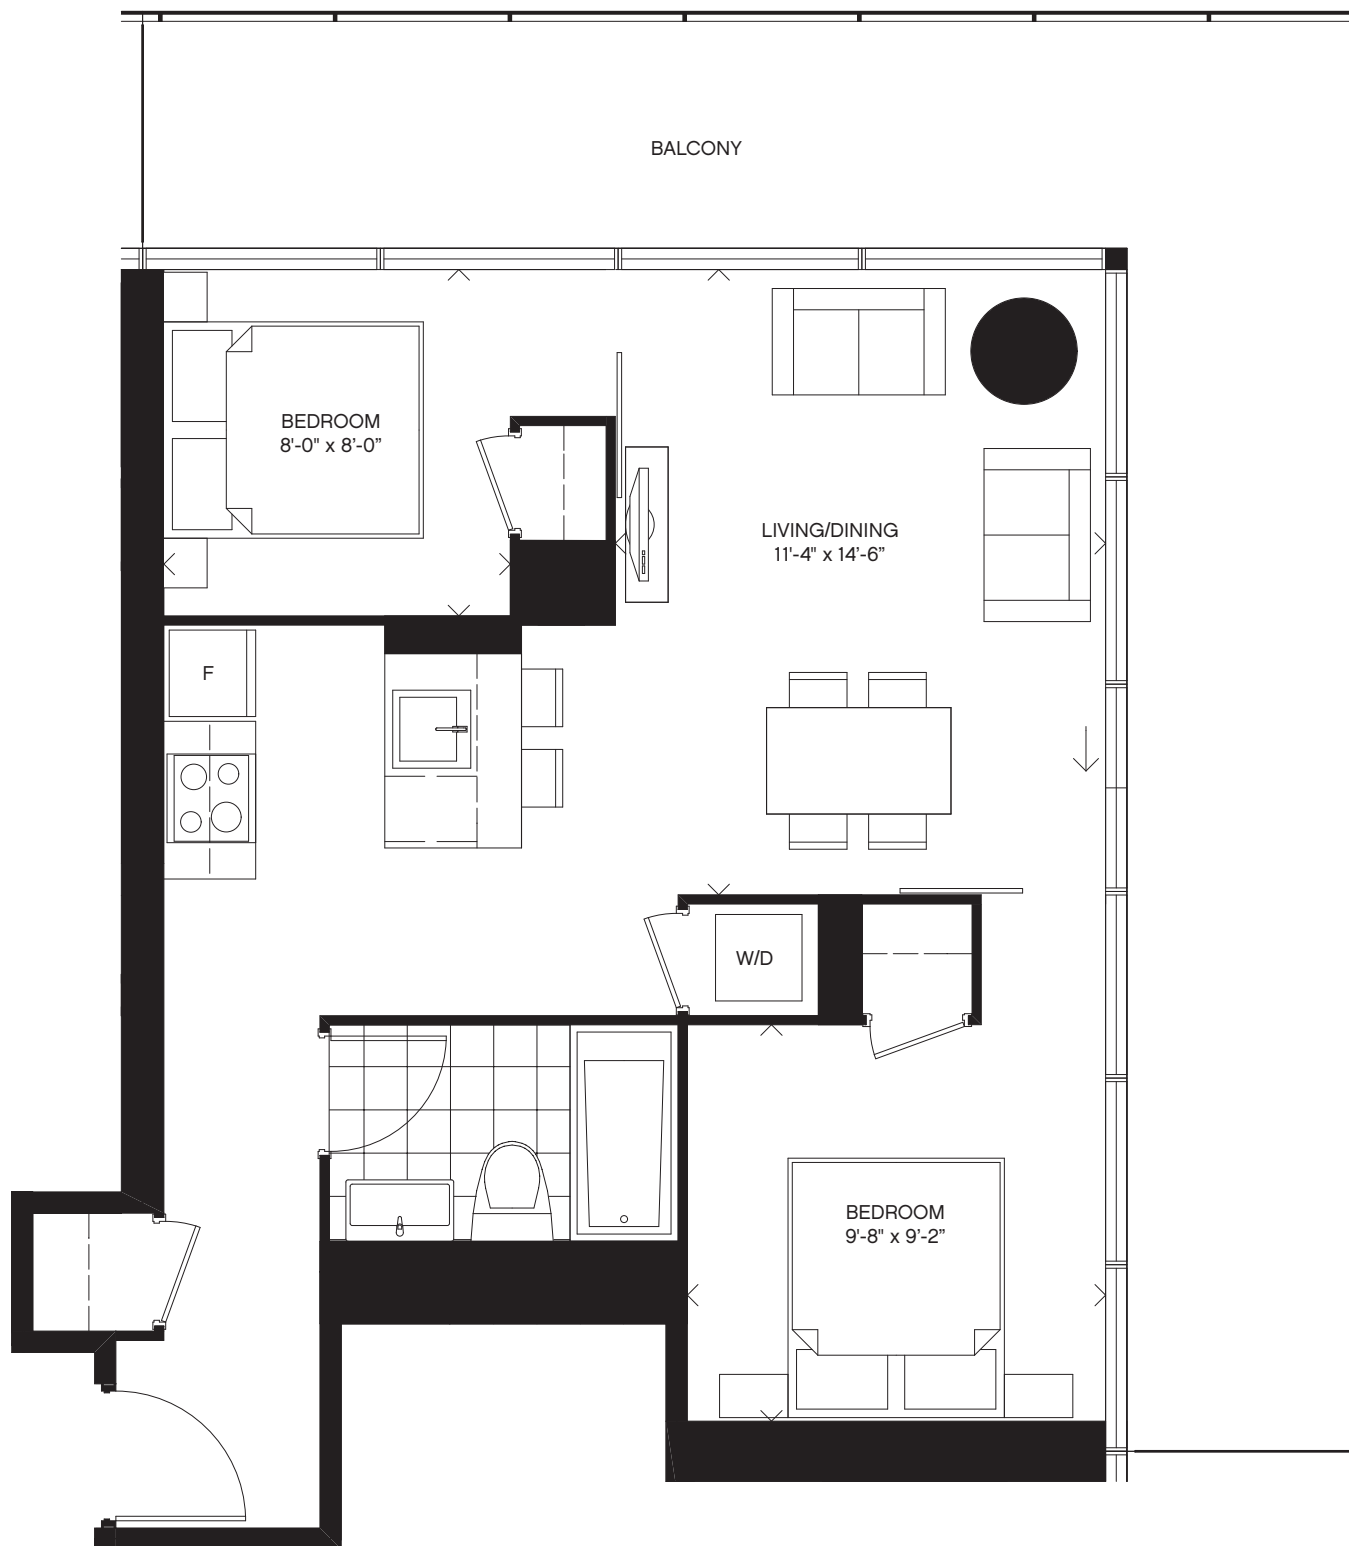 BALCONY
BEDROOM
8'-0" x 8’-0”
LIVING/DINING
11'-4" x 14’-6”
F
W/D
BEDROOM
9'-8" x 9’-2”